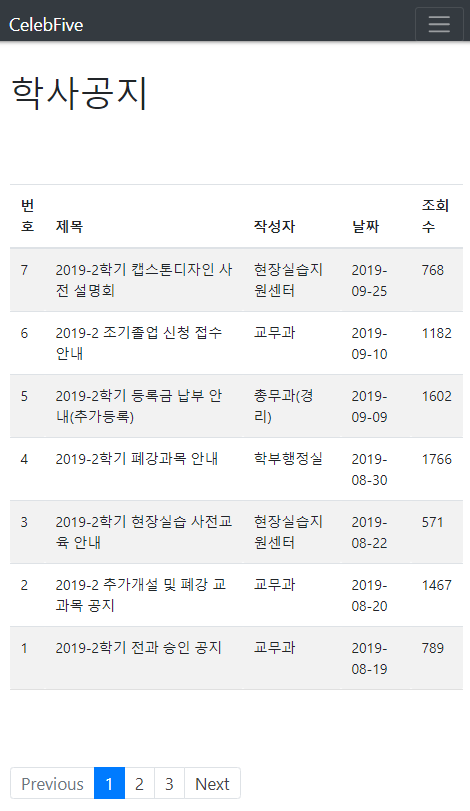 CelebFive
학사공지
번호 제목 작성자 날짜 조회수
7 2019-2학기 캡스톤디자인 사 현장실습지 2019- 768
전 설명회 원센터 09-25
6 2019-2 조기졸업 신청 접수 교무과 2019- 1182
안내 09-10
5 2019-2학기 등록금 납부 안 총무과(경 2019- 1602
내(추가등록) 리) 09-09
4 2019-2학기 폐강과목 안내 학부행정실 2019- 1766
08-30
3 2019-2학기 현장실습 사전교 현장실습지 2019- 571
육 안내 원센터 08-22
2 2019-2 추가개설 및 폐강 교 교무과 2019- 1467
과목 공지 08-20
1 2019-2학기 전과 승인 공지 교무과 2019- 789
08-19
Previous 1 2 3 Next